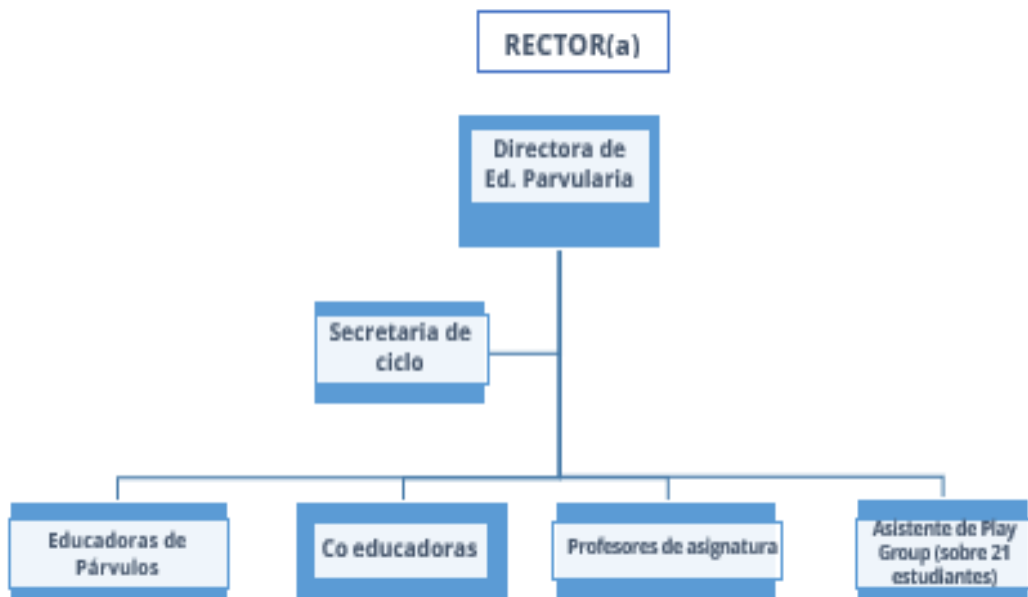 RECTOR(a)
Directora de
Ed. Parvularia
Secretaria de
ciclo
Educadoras de
Párvulos
Co educadoras
Profesores de asignatura
Asistente de Play
Group (sobre 21
estudiantes)